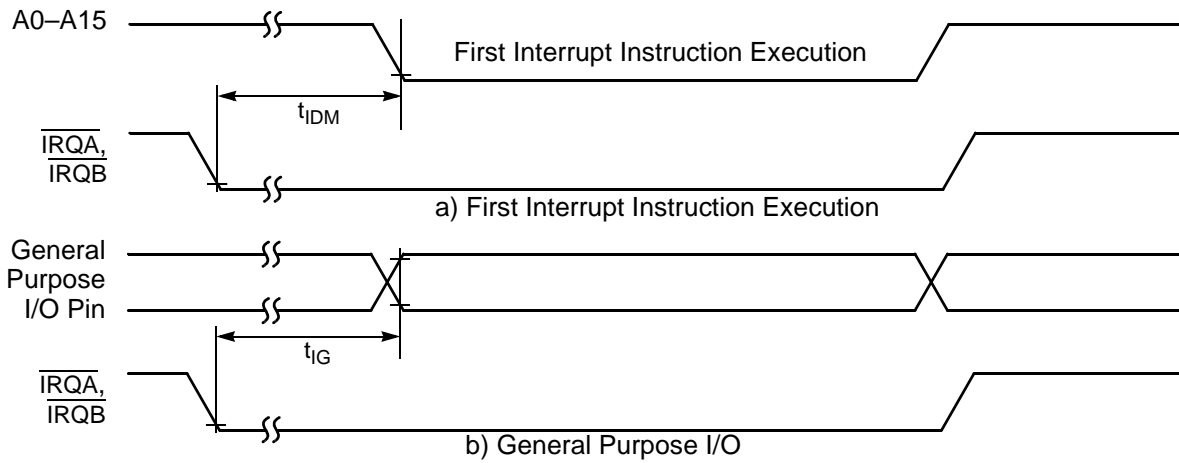 A0–A15
First Interrupt Instruction Execution
tIDM
IRQA,
IRQB
a) First Interrupt Instruction Execution
General
Purpose
I/O Pin
tIG
IRQA,
IRQB
b) General Purpose I/O